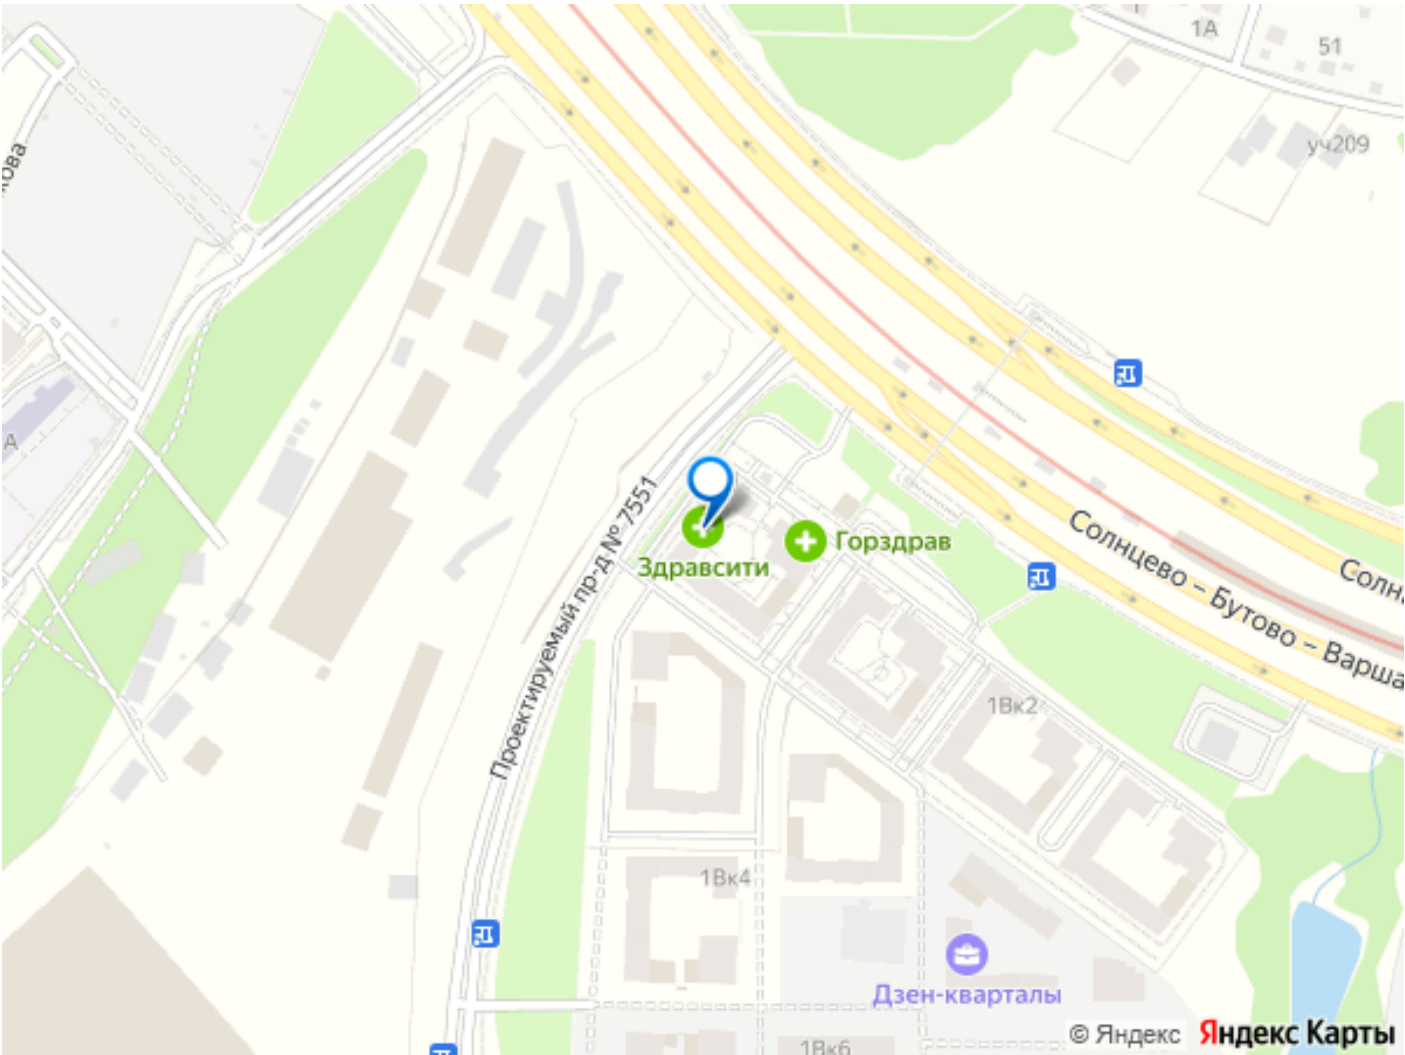 1А
51
уч209
кова
А
Проектируемый пр-д № 7551
Здравсити
Горздрав
Солнцево – Бутово – Варша
Солн
1Вк2
1Вк4
Дзен-кварталы
1Вк6
© Яндекс Яндекс Карты